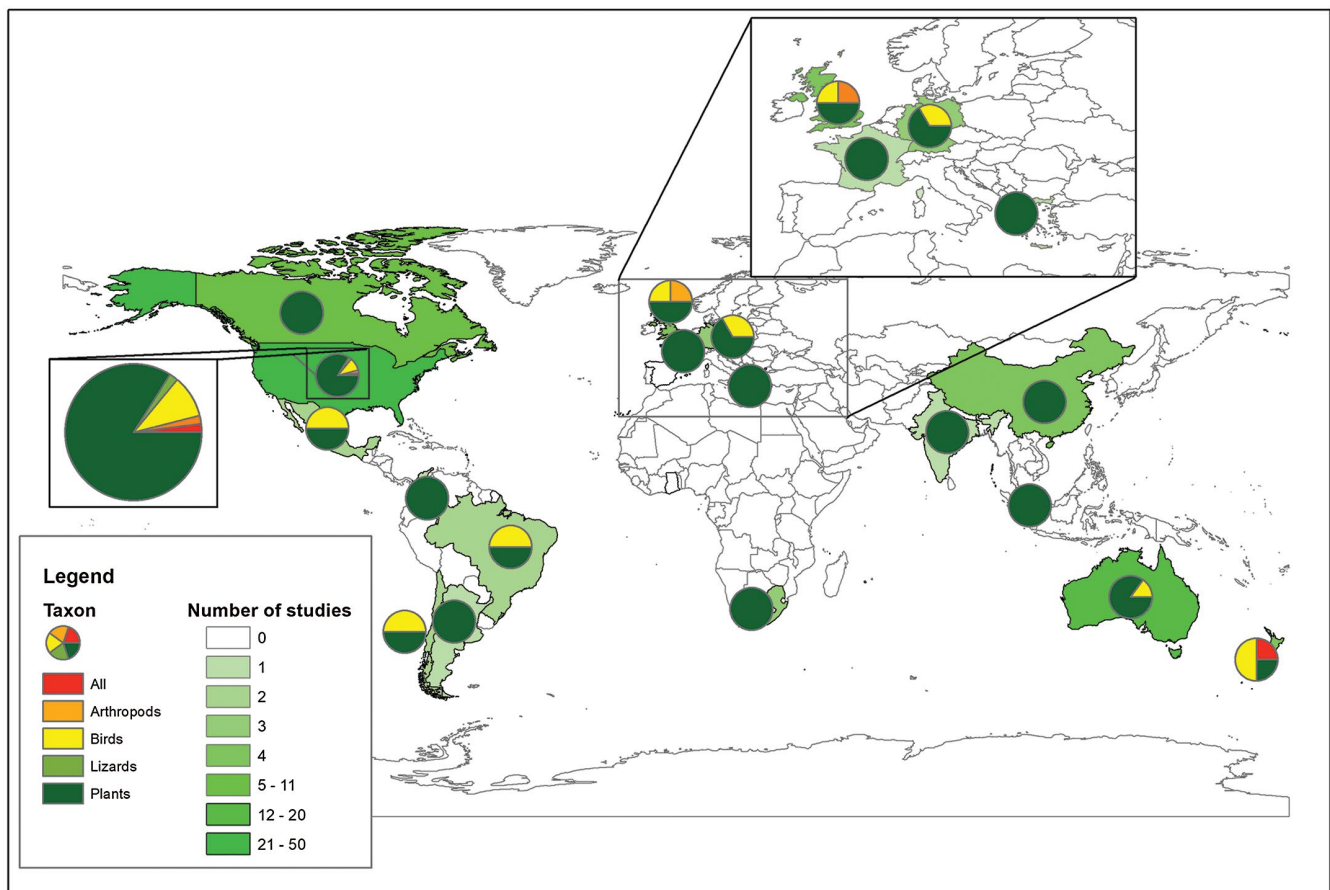 Legend
Taxon
All
Arthropods
Birds
Lizards
Plants
Number of studies
0
1
2
3
4
5 - 11
12 - 20
21 - 50